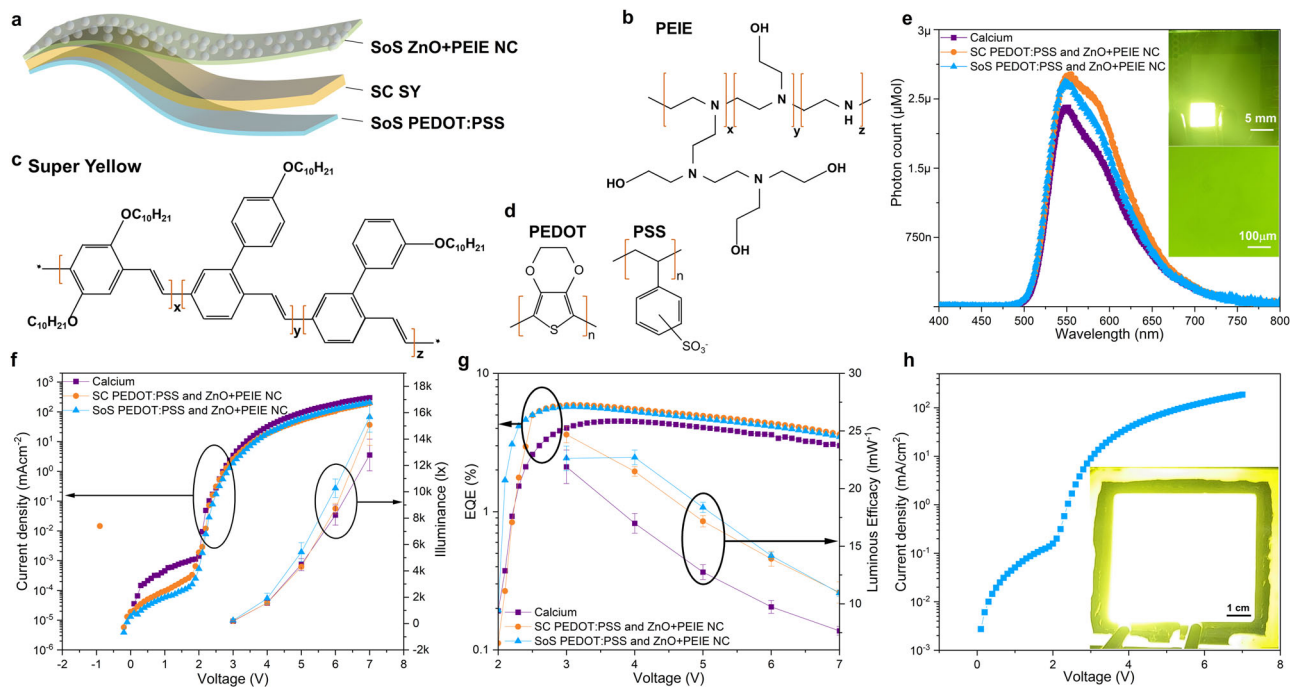 a
SoS ZnO+PEIE NC
SC SY
SoS PEDOT:PSS
b
PEIE
OH
N
N
N
H
x
y
z
N
N
HO
OH
OH
c Super Yellow
OC₁₀H₂₁
OC₁₀H₂₁
OC₁₀H₂₁
OC₁₀H₂₁
*
x
y
z
*
d
PEDOT
PSS
O
O
S
n
n
SO₃⁻
e
Calcium
SC PEDOT:PSS and ZnO+PEIE NC
SoS PEDOT:PSS and ZnO+PEIE NC
Photon count (μMol)
3μ
2.5μ
1.5μ
750n
400 450 500 550 600 650 700 750 800
Wavelength (nm)
5 mm
100μm
f
Calcium
SC PEDOT:PSS and ZnO+PEIE NC
SoS PEDOT:PSS and ZnO+PEIE NC
Current density (mAcm⁻²)
10³
10²
10¹
10⁰
10⁻¹
10⁻²
10⁻³
10⁻⁴
10⁻⁵
10⁻⁶
-2 -1 0 1 2 3 4 5 6 7 8
Voltage (V)
18k
16k
14k
12k
10k
8k
6k
4k
2k
0
-2k
Illuminance (lx)
g
EQE (%)
10
1
0.1
2 3 4 5 6 7
Voltage (V)
30
25
20
15
10
Luminous Efficacy (lmW⁻¹)
Calcium
SC PEDOT:PSS and ZnO+PEIE NC
SoS PEDOT:PSS and ZnO+PEIE NC
h
Current density (mA/cm²)
10²
10¹
10⁰
10⁻¹
10⁻²
10⁻³
0 2 4 6 8
Voltage (V)
1 cm